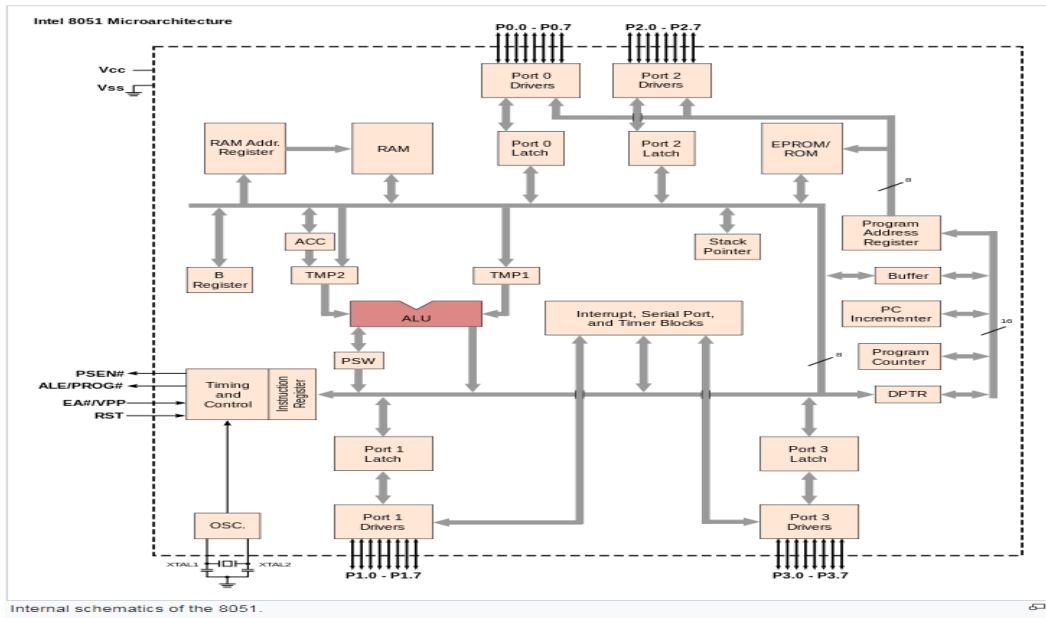 Intel 8051 Microarchitecture
P0.0 - P0.7
P2.0 - P2.7
Vcc
Vss
Port 0
Drivers
Port 2
Drivers
RAM Addr.
Register
RAM
Port 0
Latch
Port 2
Latch
EPROM/
ROM
8
Program
Address
Register
ACC
Stack
Pointer
B
Register
TMP2
TMP1
Buffer
ALU
Interrupt, Serial Port,
and Timer Blocks
PC
Incrementer
16
PSW
8
Program
Counter
PSEN#
ALE/PROG#
EA#/VPP
RST
Timing
and
Control
Instruction
Register
DPTR
Port 1
Latch
Port 3
Latch
OSC.
Port 1
Drivers
Port 3
Drivers
XTAL1
XTAL2
P1.0 - P1.7
P3.0 - P3.7
Internal schematics of the 8051.